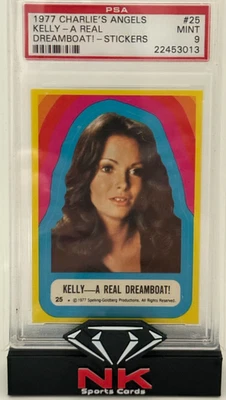 PSA
1977 CHARLIE'S ANGELS #25
KELLY - A REAL MINT
DREAMBOAT! - STICKERS 9
22453013
KELLY—A REAL DREAMBOAT!
25 © 1977 Spelling-Goldberg Productions. All Rights Reserved.
NK
Sports Cards